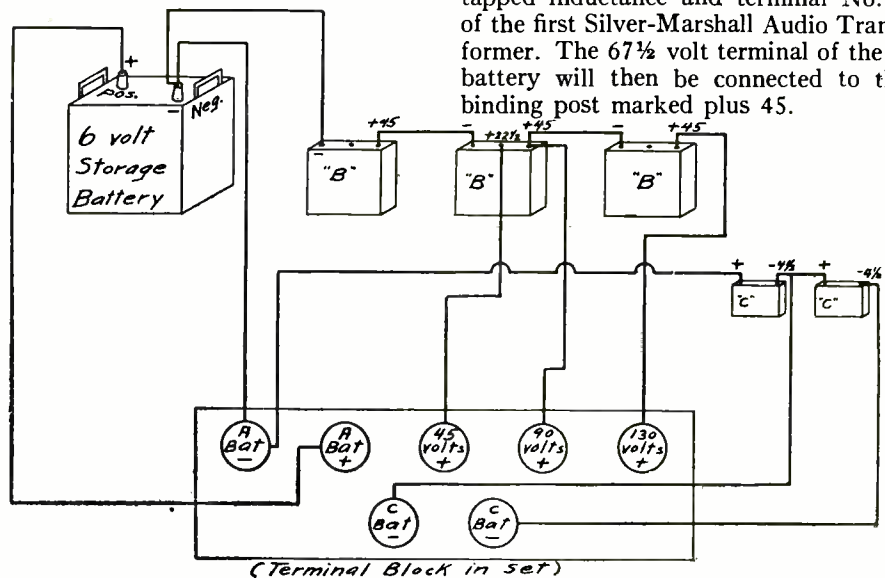 tapped inductance and terminal No.
of the first Silver-Marshall Audio Tran
former. The 67½ volt terminal of the
battery will then be connected to t
binding post marked plus 45.
+
Pos.
-
Neg.
6 volt
Storage
Battery
-
+45
"B"
-
+22½
+45
"B"
-
+45
"B"
+
-4½
"C"
+
-4½
"C"
A
Bat
-
A
Bat
+
45
volts
+
90
volts
+
130
volts
+
C
Bat
-
C
Bat
-
(Terminal Block in set)